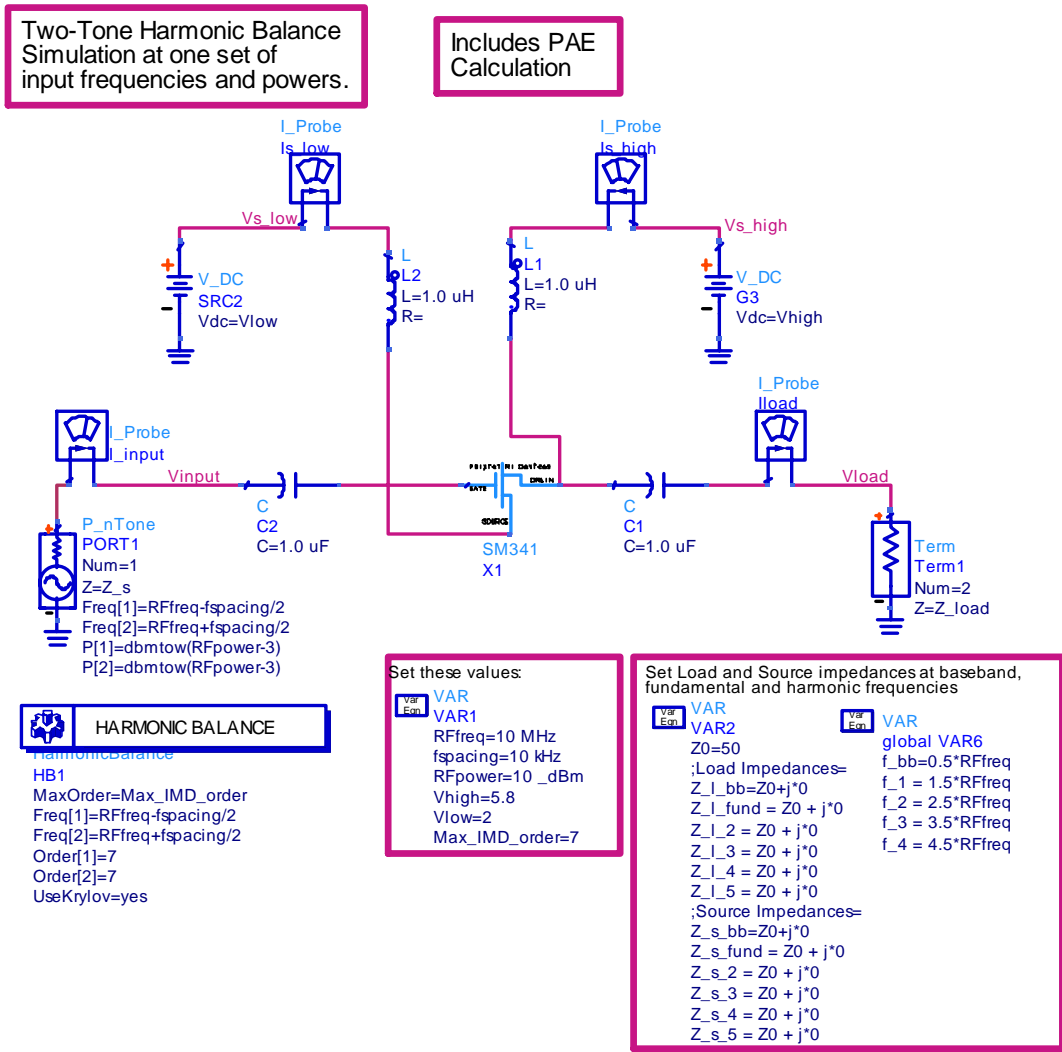 Two-Tone Harmonic Balance
Simulation at one set of
input frequencies and powers.
Includes PAE
Calculation
I_Probe
Is_low
I_Probe
Is_high
Vs_low
Vs_high
+
V_DC
SRC2
Vdc=Vlow
-
L
L2
L=1.0 uH
R=
L
L1
L=1.0 uH
R=
+
V_DC
G3
Vdc=Vhigh
-
I_Probe
I_input
I_Probe
Iload
Vinput
Vload
C
C2
C=1.0 uF
GATE
DRAIN
SOURCE
SM341
X1
C
C1
C=1.0 uF
+
P_nTone
PORT1
Num=1
Z=Z_s
Freq[1]=RFfreq-fspacing/2
Freq[2]=RFfreq+fspacing/2
P[1]=dbmtow(RFpower-3)
P[2]=dbmtow(RFpower-3)
-
+
Term
Term1
Num=2
Z=Z_load
-
HARMONIC BALANCE
HarmonicBalance
HB1
MaxOrder=Max_IMD_order
Freq[1]=RFfreq-fspacing/2
Freq[2]=RFfreq+fspacing/2
Order[1]=7
Order[2]=7
UseKrylov=yes
Set these values:
Var
Eqn
VAR
VAR1
RFfreq=10 MHz
fspacing=10 kHz
RFpower=10 _dBm
Vhigh=5.8
Vlow=2
Max_IMD_order=7
Set Load and Source impedances at baseband,
fundamental and harmonic frequencies
Var
Eqn
VAR
VAR2
Z0=50
;Load Impedances=
Z_l_bb=Z0+j*0
Z_l_fund = Z0 + j*0
Z_l_2 = Z0 + j*0
Z_l_3 = Z0 + j*0
Z_l_4 = Z0 + j*0
Z_l_5 = Z0 + j*0
;Source Impedances=
Z_s_bb=Z0+j*0
Z_s_fund = Z0 + j*0
Z_s_2 = Z0 + j*0
Z_s_3 = Z0 + j*0
Z_s_4 = Z0 + j*0
Z_s_5 = Z0 + j*0
Var
Eqn
VAR
global VAR6
f_bb=0.5*RFfreq
f_1 = 1.5*RFfreq
f_2 = 2.5*RFfreq
f_3 = 3.5*RFfreq
f_4 = 4.5*RFfreq